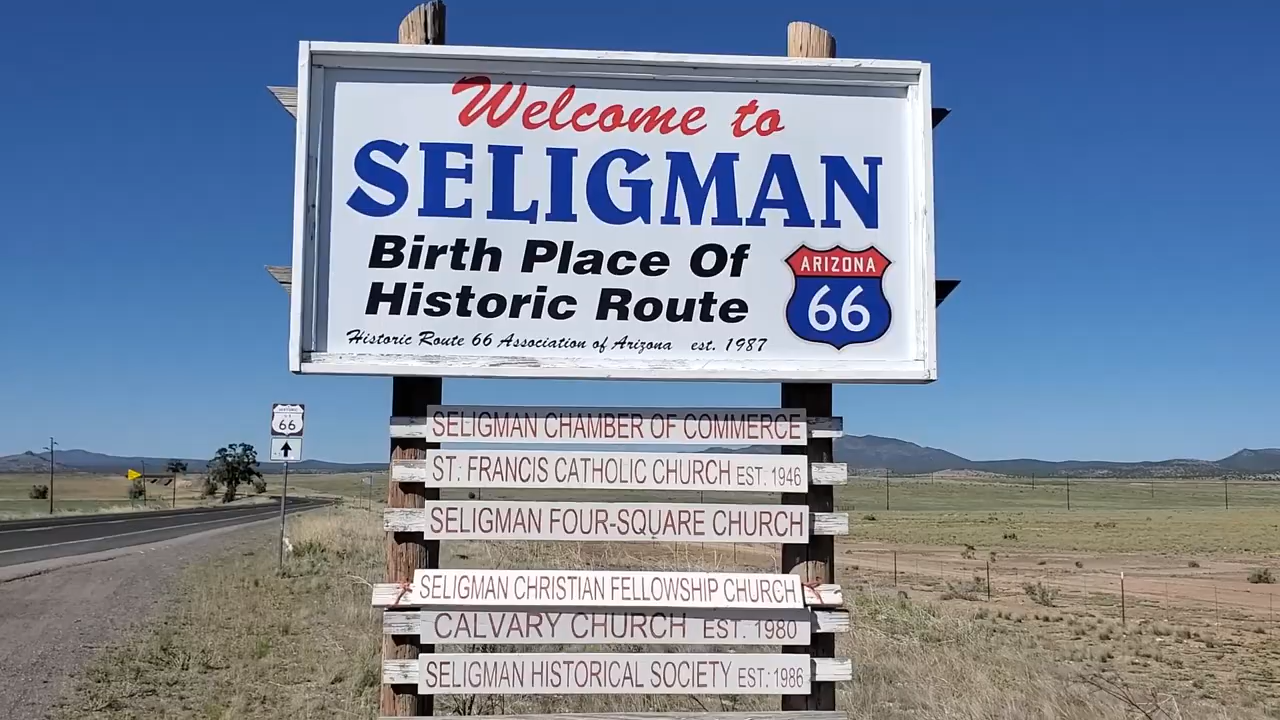 Welcome to
SELIGMAN
Birth Place Of
Historic Route
ARIZONA
66
Historic Route 66 Association of Arizona est. 1987
HISTORIC
US
66
SELIGMAN CHAMBER OF COMMERCE
ST. FRANCIS CATHOLIC CHURCH EST. 1946
SELIGMAN FOUR-SQUARE CHURCH
SELIGMAN CHRISTIAN FELLOWSHIP CHURCH
CALVARY CHURCH EST. 1980
SELIGMAN HISTORICAL SOCIETY EST: 1986